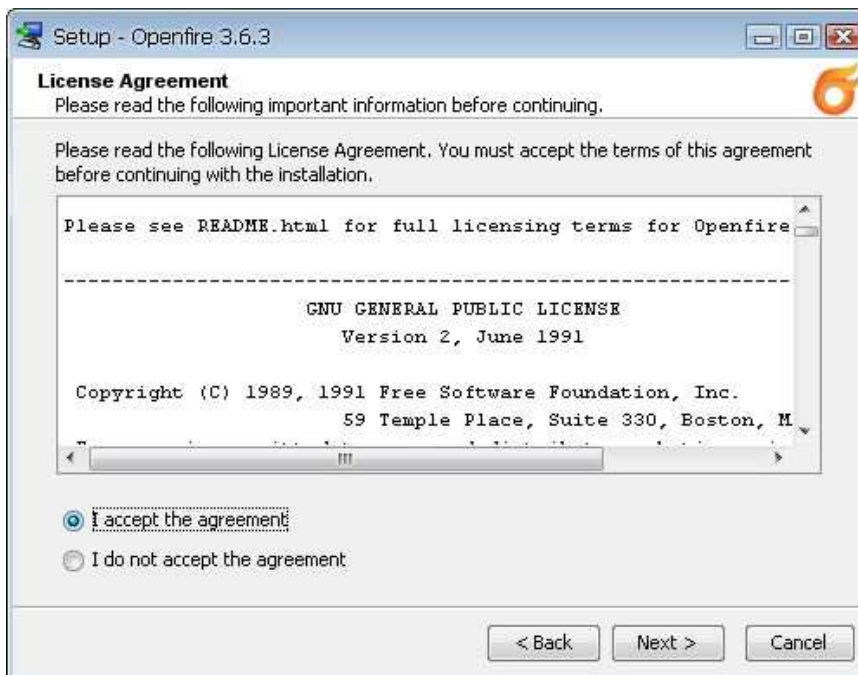 Setup - Openfire 3.6.3
License Agreement
Please read the following important information before continuing.
Please read the following License Agreement. You must accept the terms of this agreement
before continuing with the installation.
Please see README.html for full licensing terms for Openfire
--------------------------------------------------------------
GNU GENERAL PUBLIC LICENSE
Version 2, June 1991
Copyright (C) 1989, 1991 Free Software Foundation, Inc.
59 Temple Place, Suite 330, Boston, M
I accept the agreement
I do not accept the agreement
< Back Next > Cancel